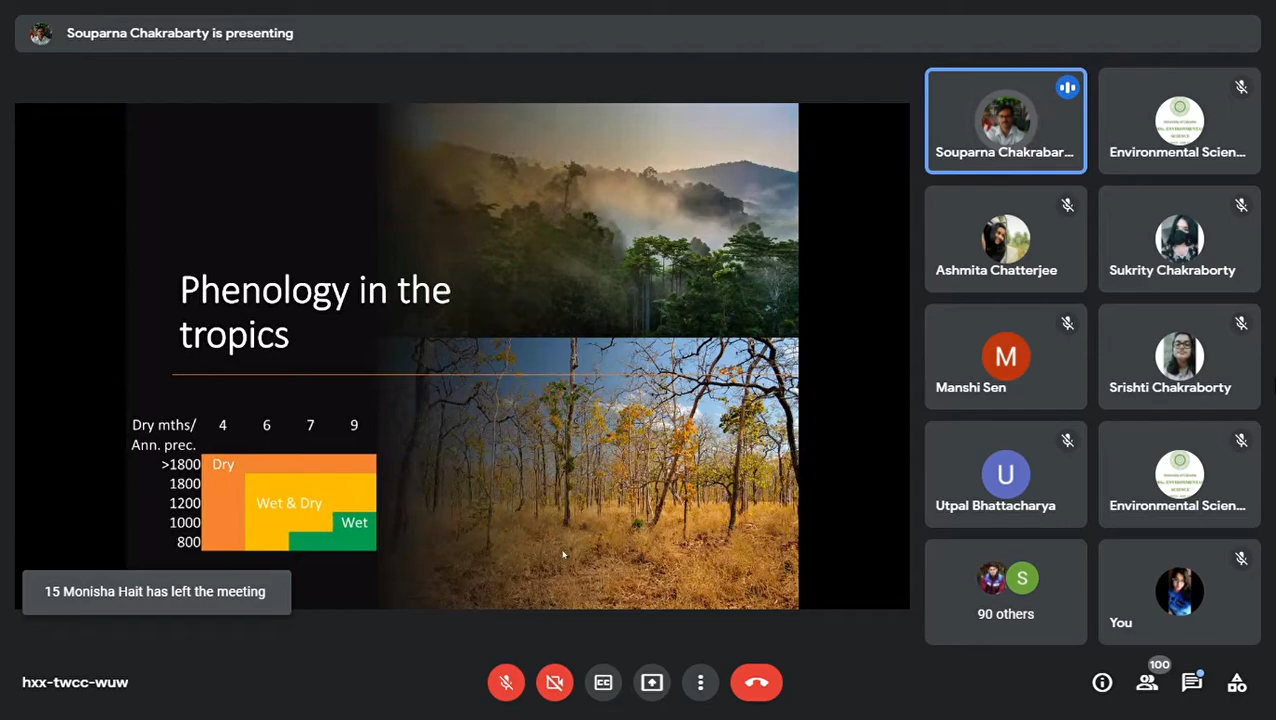 Souparna Chakrabarty is presenting
Phenology in the
tropics
Dry mths/ 4 6 7 9
Ann. prec.
>1800 Dry
1800
1200 Wet & Dry
1000 Wet
800
15 Monisha Hait has left the meeting
Souparna Chakrabar...
Environmental Scien...
Ashmita Chatterjee
Sukrity Chakraborty
M
Manshi Sen
Srishti Chakraborty
U
Utpal Bhattacharya
Environmental Scien...
S
90 others
You
hxx-twcc-wuw
CC
100